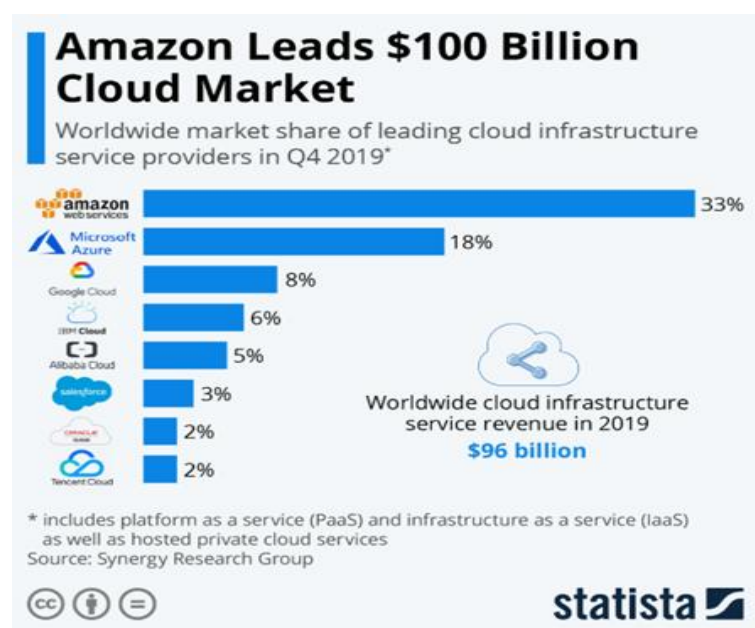 Amazon Leads $100 Billion
Cloud Market
Worldwide market share of leading cloud infrastructure
service providers in Q4 2019*
amazon
webservices
33%
Microsoft
Azure
18%
Google Cloud
8%
IBM Cloud
6%
Alibaba Cloud
5%
salesforce
3%
ORACLE
2%
Tencent Cloud
2%
Worldwide cloud infrastructure
service revenue in 2019
$96 billion
* includes platform as a service (PaaS) and infrastructure as a service (IaaS)
as well as hosted private cloud services
Source: Synergy Research Group
cc
statista